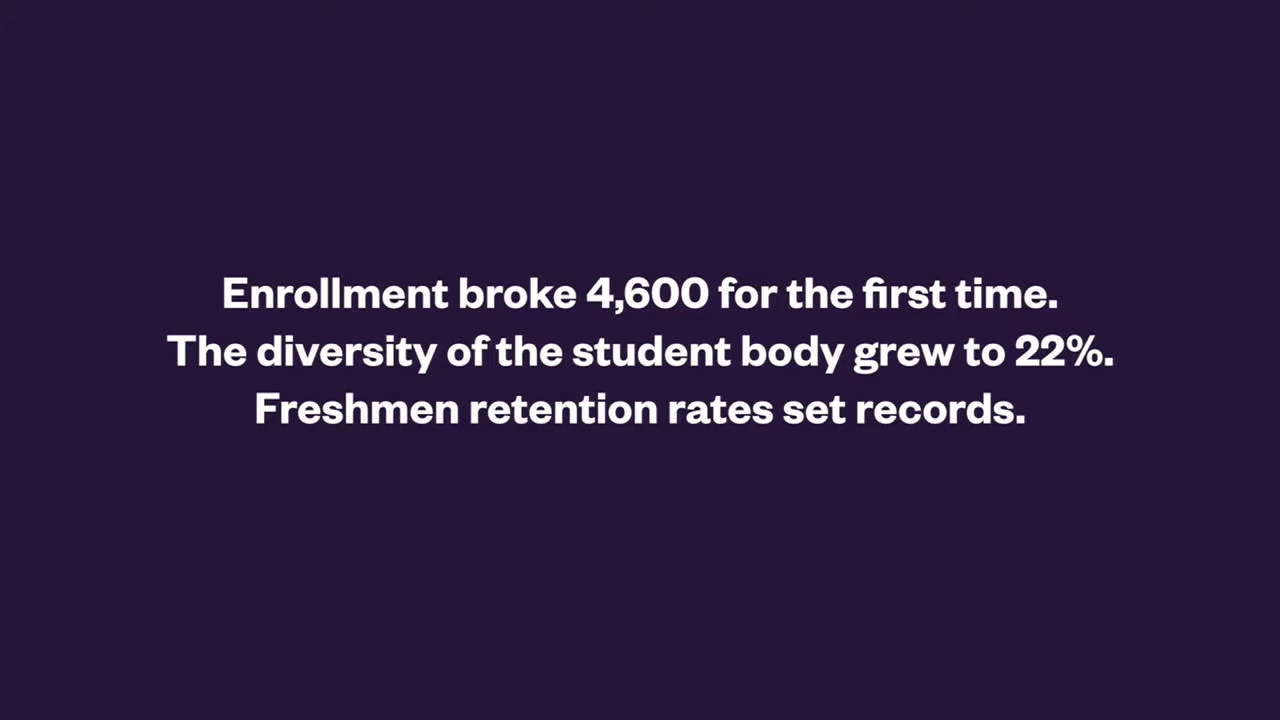 Enrollment broke 4,600 for the first time.
The diversity of the student body grew to 22%.
Freshmen retention rates set records.